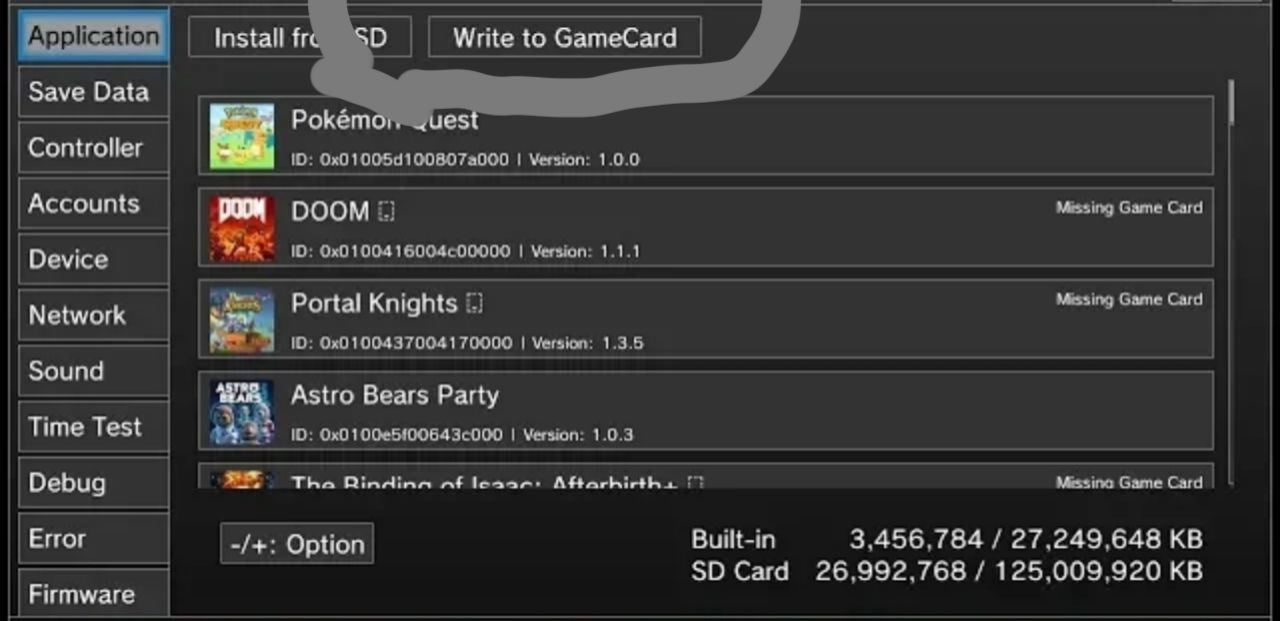 Application
Install fr SD
Write to GameCard
Save Data
Pokémon Quest
ID: 0x01005d100807a000 | Version: 1.0.0
Controller
Accounts
DOOM
Missing Game Card
ID: 0x0100416004c00000 | Version: 1.1.1
Device
Network
Portal Knights
Missing Game Card
ID: 0x0100437004170000 | Version: 1.3.5
Sound
Time Test
ASTRO BEARS
Astro Bears Party
ID: 0x0100e5f00643c000 | Version: 1.0.3
Debug
The Binding of Isaac: Afterbirth+
Missing Game Card
Error
-/+: Option
Built-in 3,456,784 / 27,249,648 KB
SD Card 26,992,768 / 125,009,920 KB
Firmware